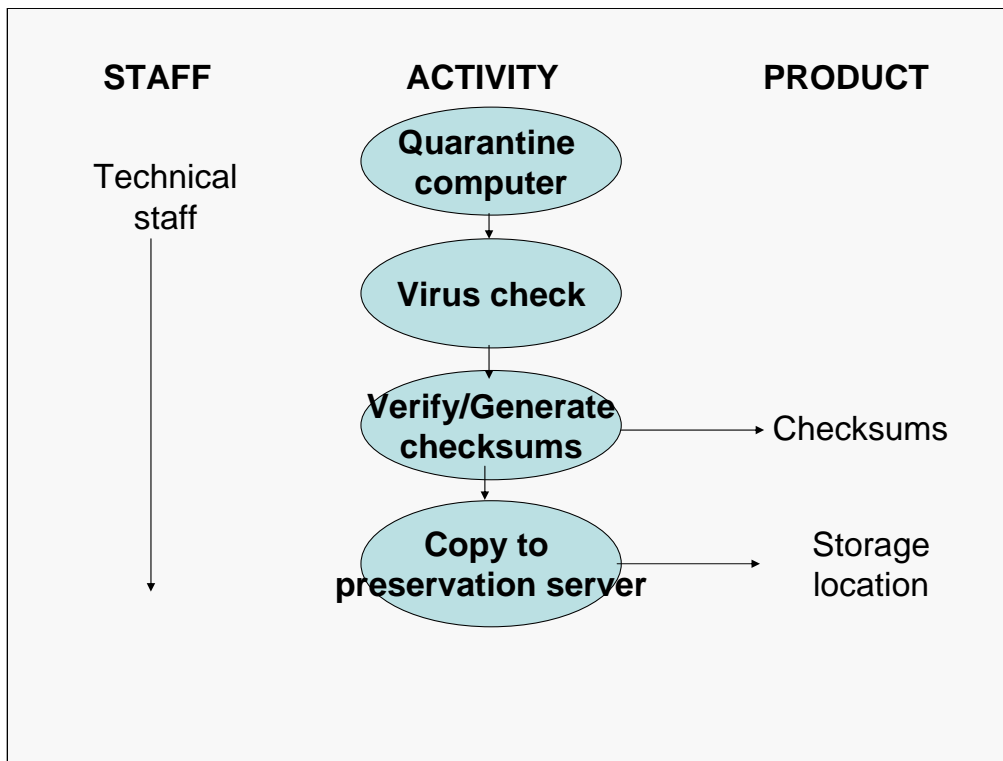 STAFF
ACTIVITY
PRODUCT
Technical
staff
Quarantine
computer
Virus check
Verify/Generate
checksums
Checksums
Copy to
preservation server
Storage
location